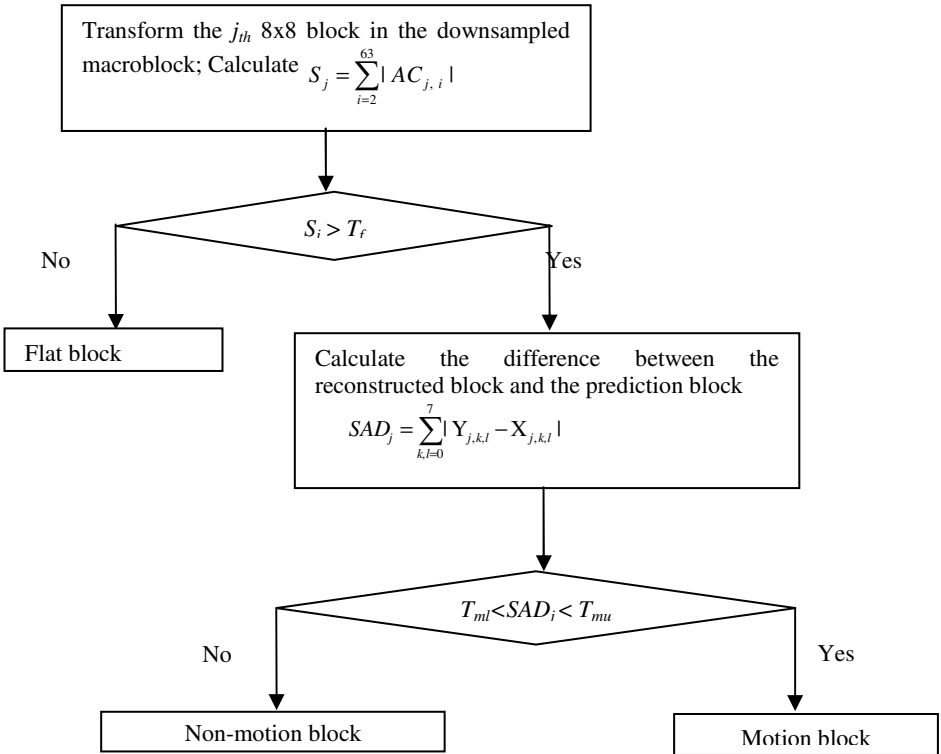 Transform the j_th 8x8 block in the downsampled
macroblock; Calculate S_j = \sum_{i=2}^{63} | AC_{j, i} |
S_i > T_f
No
Yes
Flat block
Calculate the difference between the
reconstructed block and the prediction block
SAD_j = \sum_{k,l=0}^{7} | Y_{j,k,l} − X_{j,k,l} |
T_ml<SAD_i< T_mu
No
Yes
Non-motion block
Motion block